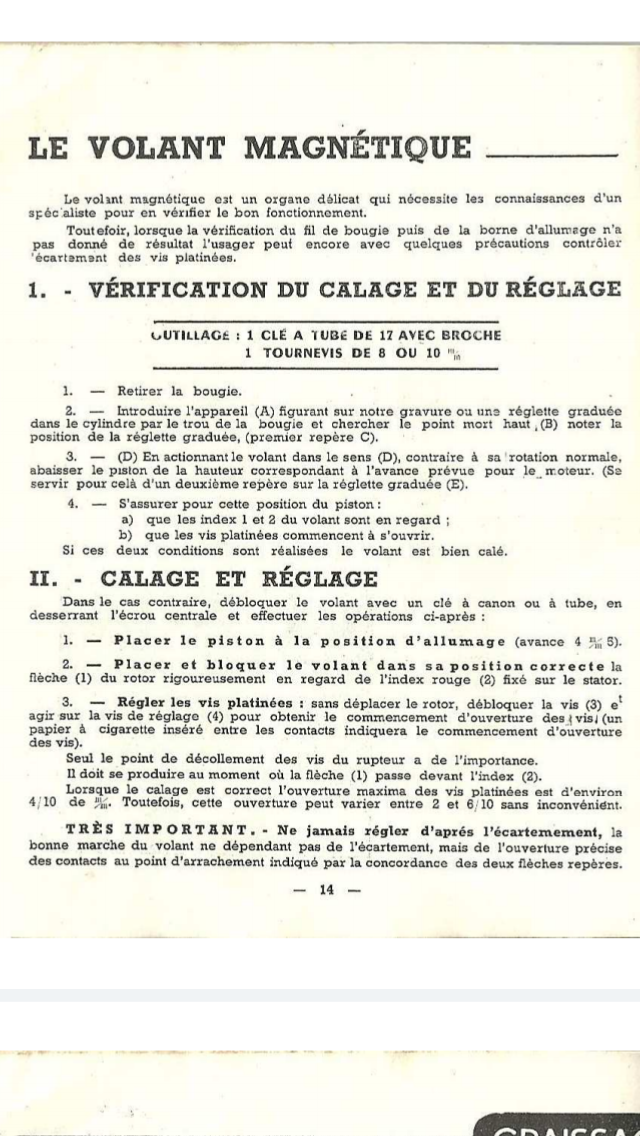 LE VOLANT MAGNÉTIQUE
Le volant magnétique est un organe délicat qui nécessite les connaissances d'un
spécialiste pour en vérifier le bon fonctionnement.
Toutefoir, lorsque la vérification du fil de bougie puis de la borne d'allumage n'a
pas donné de résultat l'usager peut encore avec quelques précautions contrôler
'écartement des vis platinées.
1. - VÉRIFICATION DU CALAGE ET DU RÉGLAGE
OUTILLAGE : 1 CLÉ A TUBE DE 17 AVEC BROCHE
1 TOURNEVIS DE 8 OU 10 m/m
1. — Retirer la bougie.
2. — Introduire l'appareil (A) figurant sur notre gravure ou une réglette graduée
dans le cylindre par le trou de la bougie et chercher le point mort haut (B) noter la
position de la réglette graduée, (premier repère C).
3. — (D) En actionnant le volant dans le sens (D), contraire à sa rotation normale,
abaisser le piston de la hauteur correspondant à l'avance prévue pour le moteur. (Se
servir pour celà d'un deuxième repère sur la réglette graduée (E).
4. — S'assurer pour cette position du piston :
a) que les index 1 et 2 du volant sont en regard ;
b) que les vis platinées commencent à s'ouvrir.
Si ces deux conditions sont réalisées le volant est bien calé.
II. - CALAGE ET RÉGLAGE
Dans le cas contraire, débloquer le volant avec un clé à canon ou à tube, en
desserrant l'écrou centrale et effectuer les opérations ci-après :
1. — Placer le piston à la position d'allumage (avance 4 m/m 5).
2. — Placer et bloquer le volant dans sa position correcte la
flèche (1) du rotor rigoureusement en regard de l'index rouge (2) fixé sur le stator.
3. — Régler les vis platinées : sans déplacer le rotor, débloquer la vis (3) et
agir sur la vis de réglage (4) pour obtenir le commencement d'ouverture des vis (un
papier à cigarette inséré entre les contacts indiquera le commencement d'ouverture
des vis).
Seul le point de décollement des vis du rupteur a de l'importance.
Il doit se produire au moment où la flèche (1) passe devant l'index (2).
Lorsque le calage est correct l'ouverture maxima des vis platinées est d'environ
4/10 de m/m. Toutefois, cette ouverture peut varier entre 2 et 6/10 sans inconvénient.
TRÈS IMPORTANT. - Ne jamais régler d'aprés l'écartemement, la
bonne marche du volant ne dépendant pas de l'écartement, mais de l'ouverture précise
des contacts au point d'arrachement indiqué par la concordance des deux flèches repères.
— 14 —